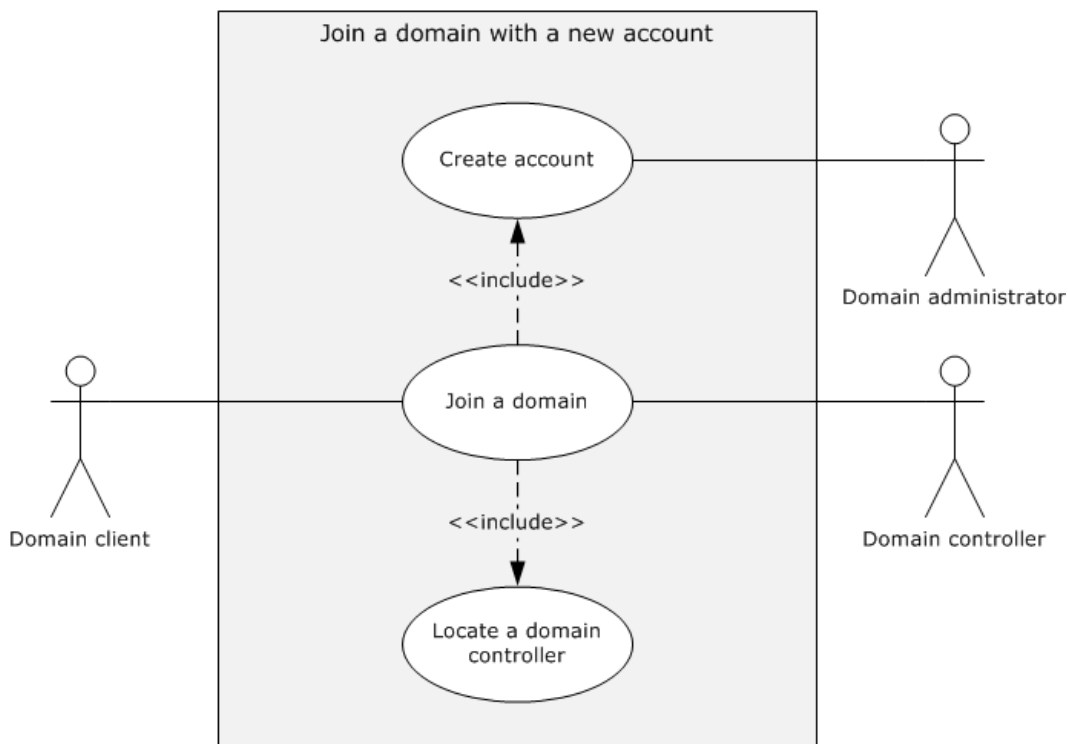 Join a domain with a new account
Create account
Domain administrator
<<include>>
Join a domain
Domain client
Domain controller
<<include>>
Locate a domain
controller